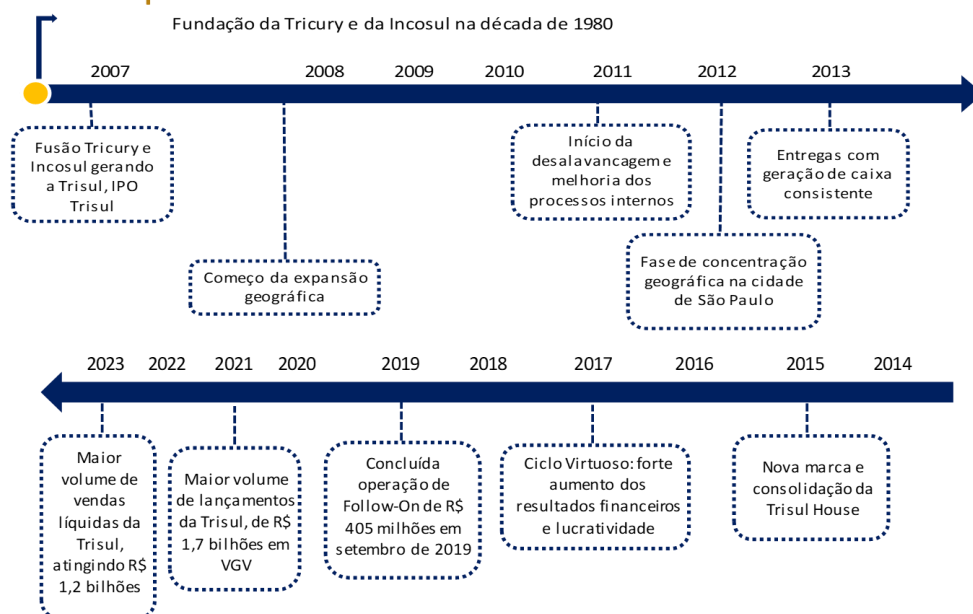 Fundação da Tricury e da Incosul na década de 1980
2007 2008 2009 2010 2011 2012 2013
Fusão Tricury e
Incosul gerando
a Trisul, IPO
Trisul
Começo da expansão
geográfica
Início da
desalavancagem e
melhoria dos
processos internos
Fase de concentração
geográfica na cidade
de São Paulo
Entregas com
geração de caixa
consistente
2023 2022 2021 2020 2019 2018 2017 2016 2015 2014
Maior
volume de
vendas
líquidas da
Trisul,
atingindo R$
1,2 bilhões
Maior volume
de lançamentos
da Trisul, de R$
1,7 bilhões em
VGV
Concluída
operação de
Follow-On de R$
405 milhões em
setembro de 2019
Ciclo Virtuoso: forte
aumento dos
resultados financeiros
e lucratividade
Nova marca e
consolidação da
Trisul House